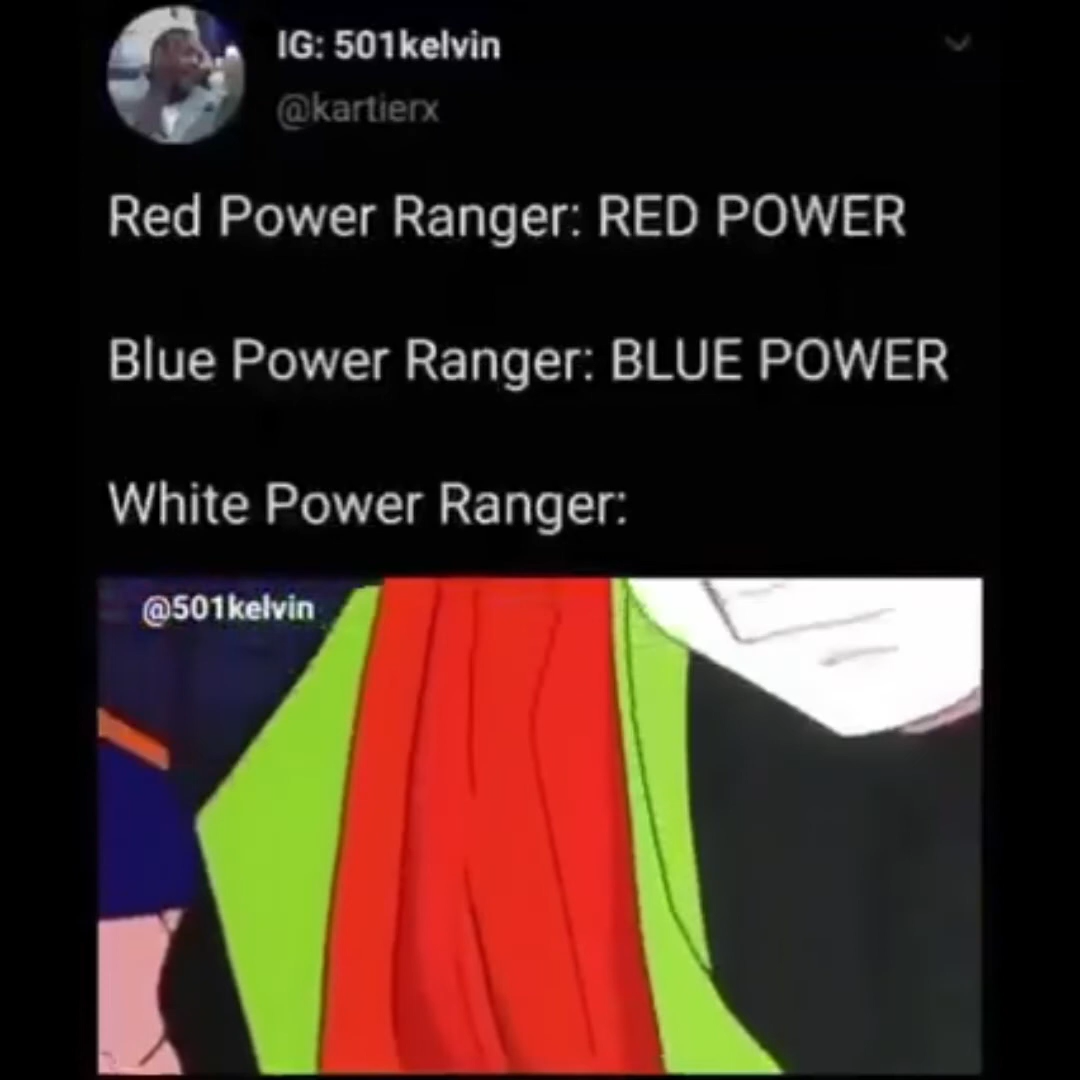 IG: 501kelvin
@kartierx
Red Power Ranger: RED POWER
Blue Power Ranger: BLUE POWER
White Power Ranger:
@501kelvin